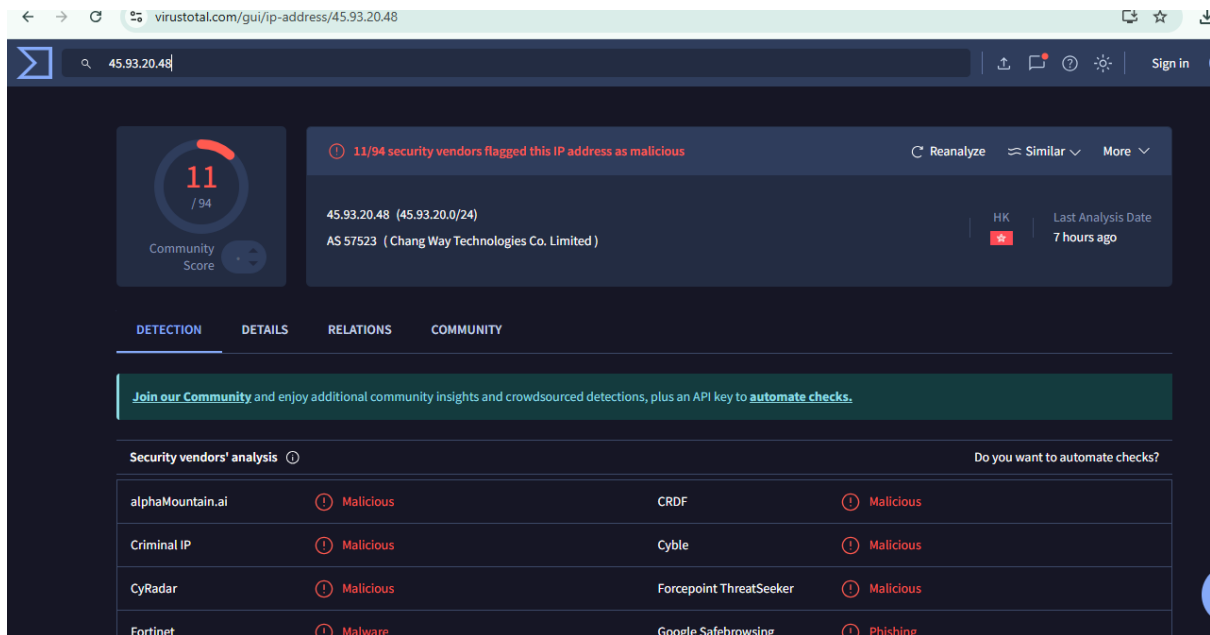 virustotal.com/gui/ip-address/45.93.20.48
45.93.20.48
Sign in
11
/ 94
Community
Score
11/94 security vendors flagged this IP address as malicious
Reanalyze
Similar
More
45.93.20.48 (45.93.20.0/24)
AS 57523 ( Chang Way Technologies Co. Limited )
HK
Last Analysis Date
7 hours ago
DETECTION DETAILS RELATIONS COMMUNITY
Join our Community and enjoy additional community insights and crowdsourced detections, plus an API key to automate checks.
Security vendors' analysis Do you want to automate checks?
alphaMountain.ai Malicious CRDF Malicious
Criminal IP Malicious Cyble Malicious
CyRadar Malicious Forcepoint ThreatSeeker Malicious
Fortinet Malware Google Safebrowsing Phishing